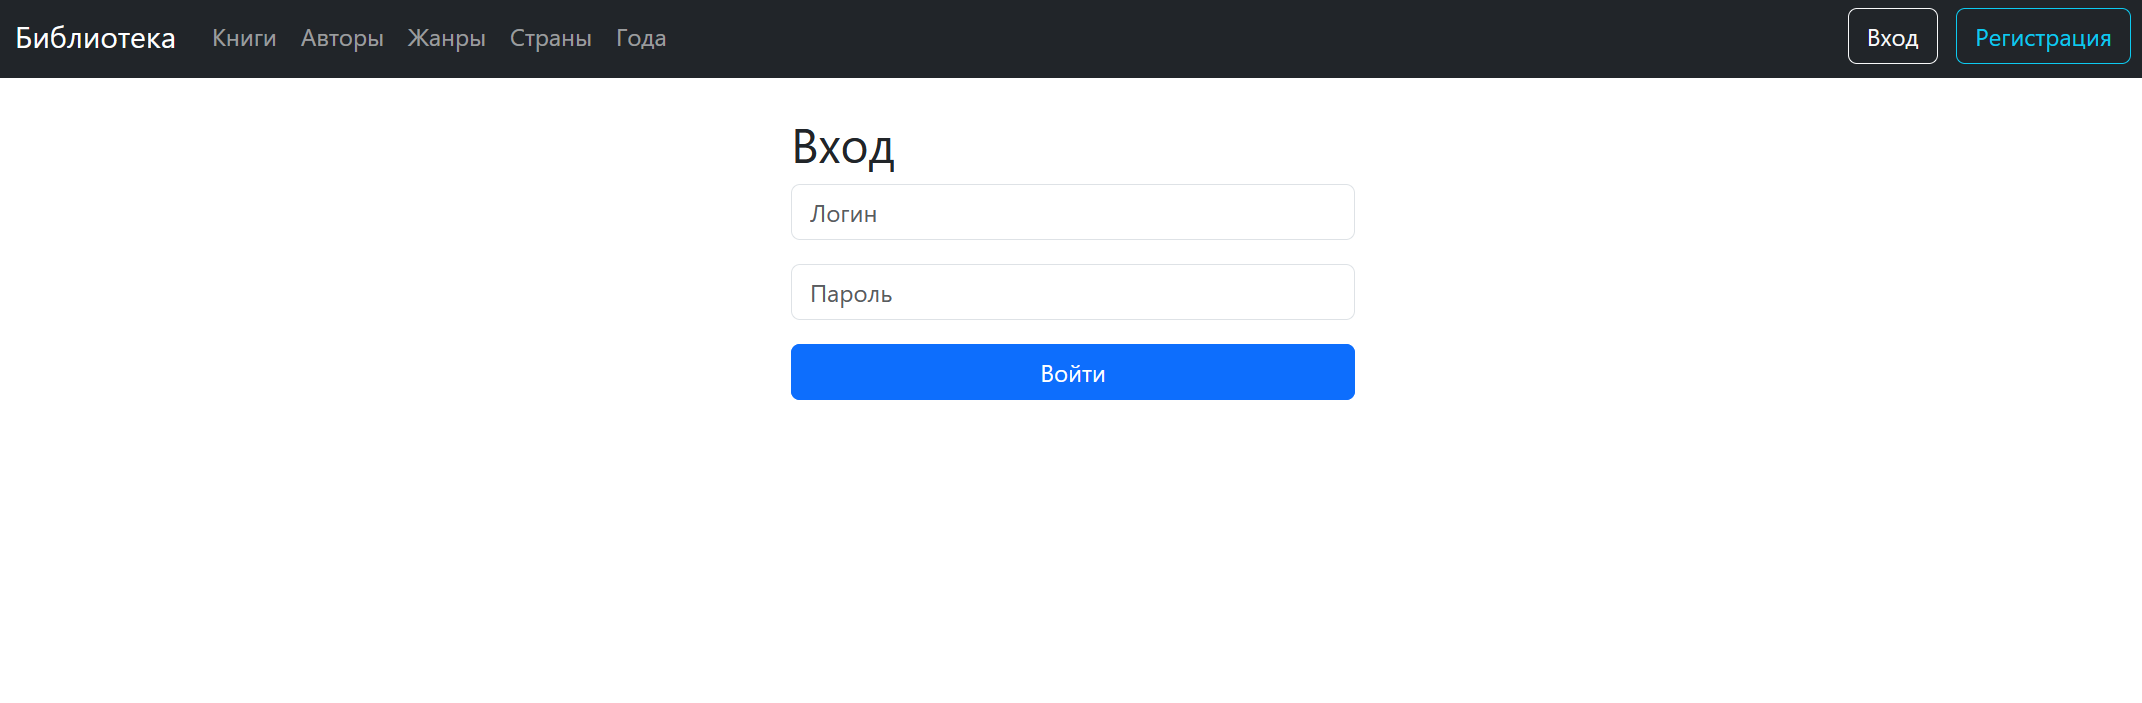 Библиотека Книги Авторы Жанры Страны Года Вход Регистрация
Вход
Логин
Пароль
Войти